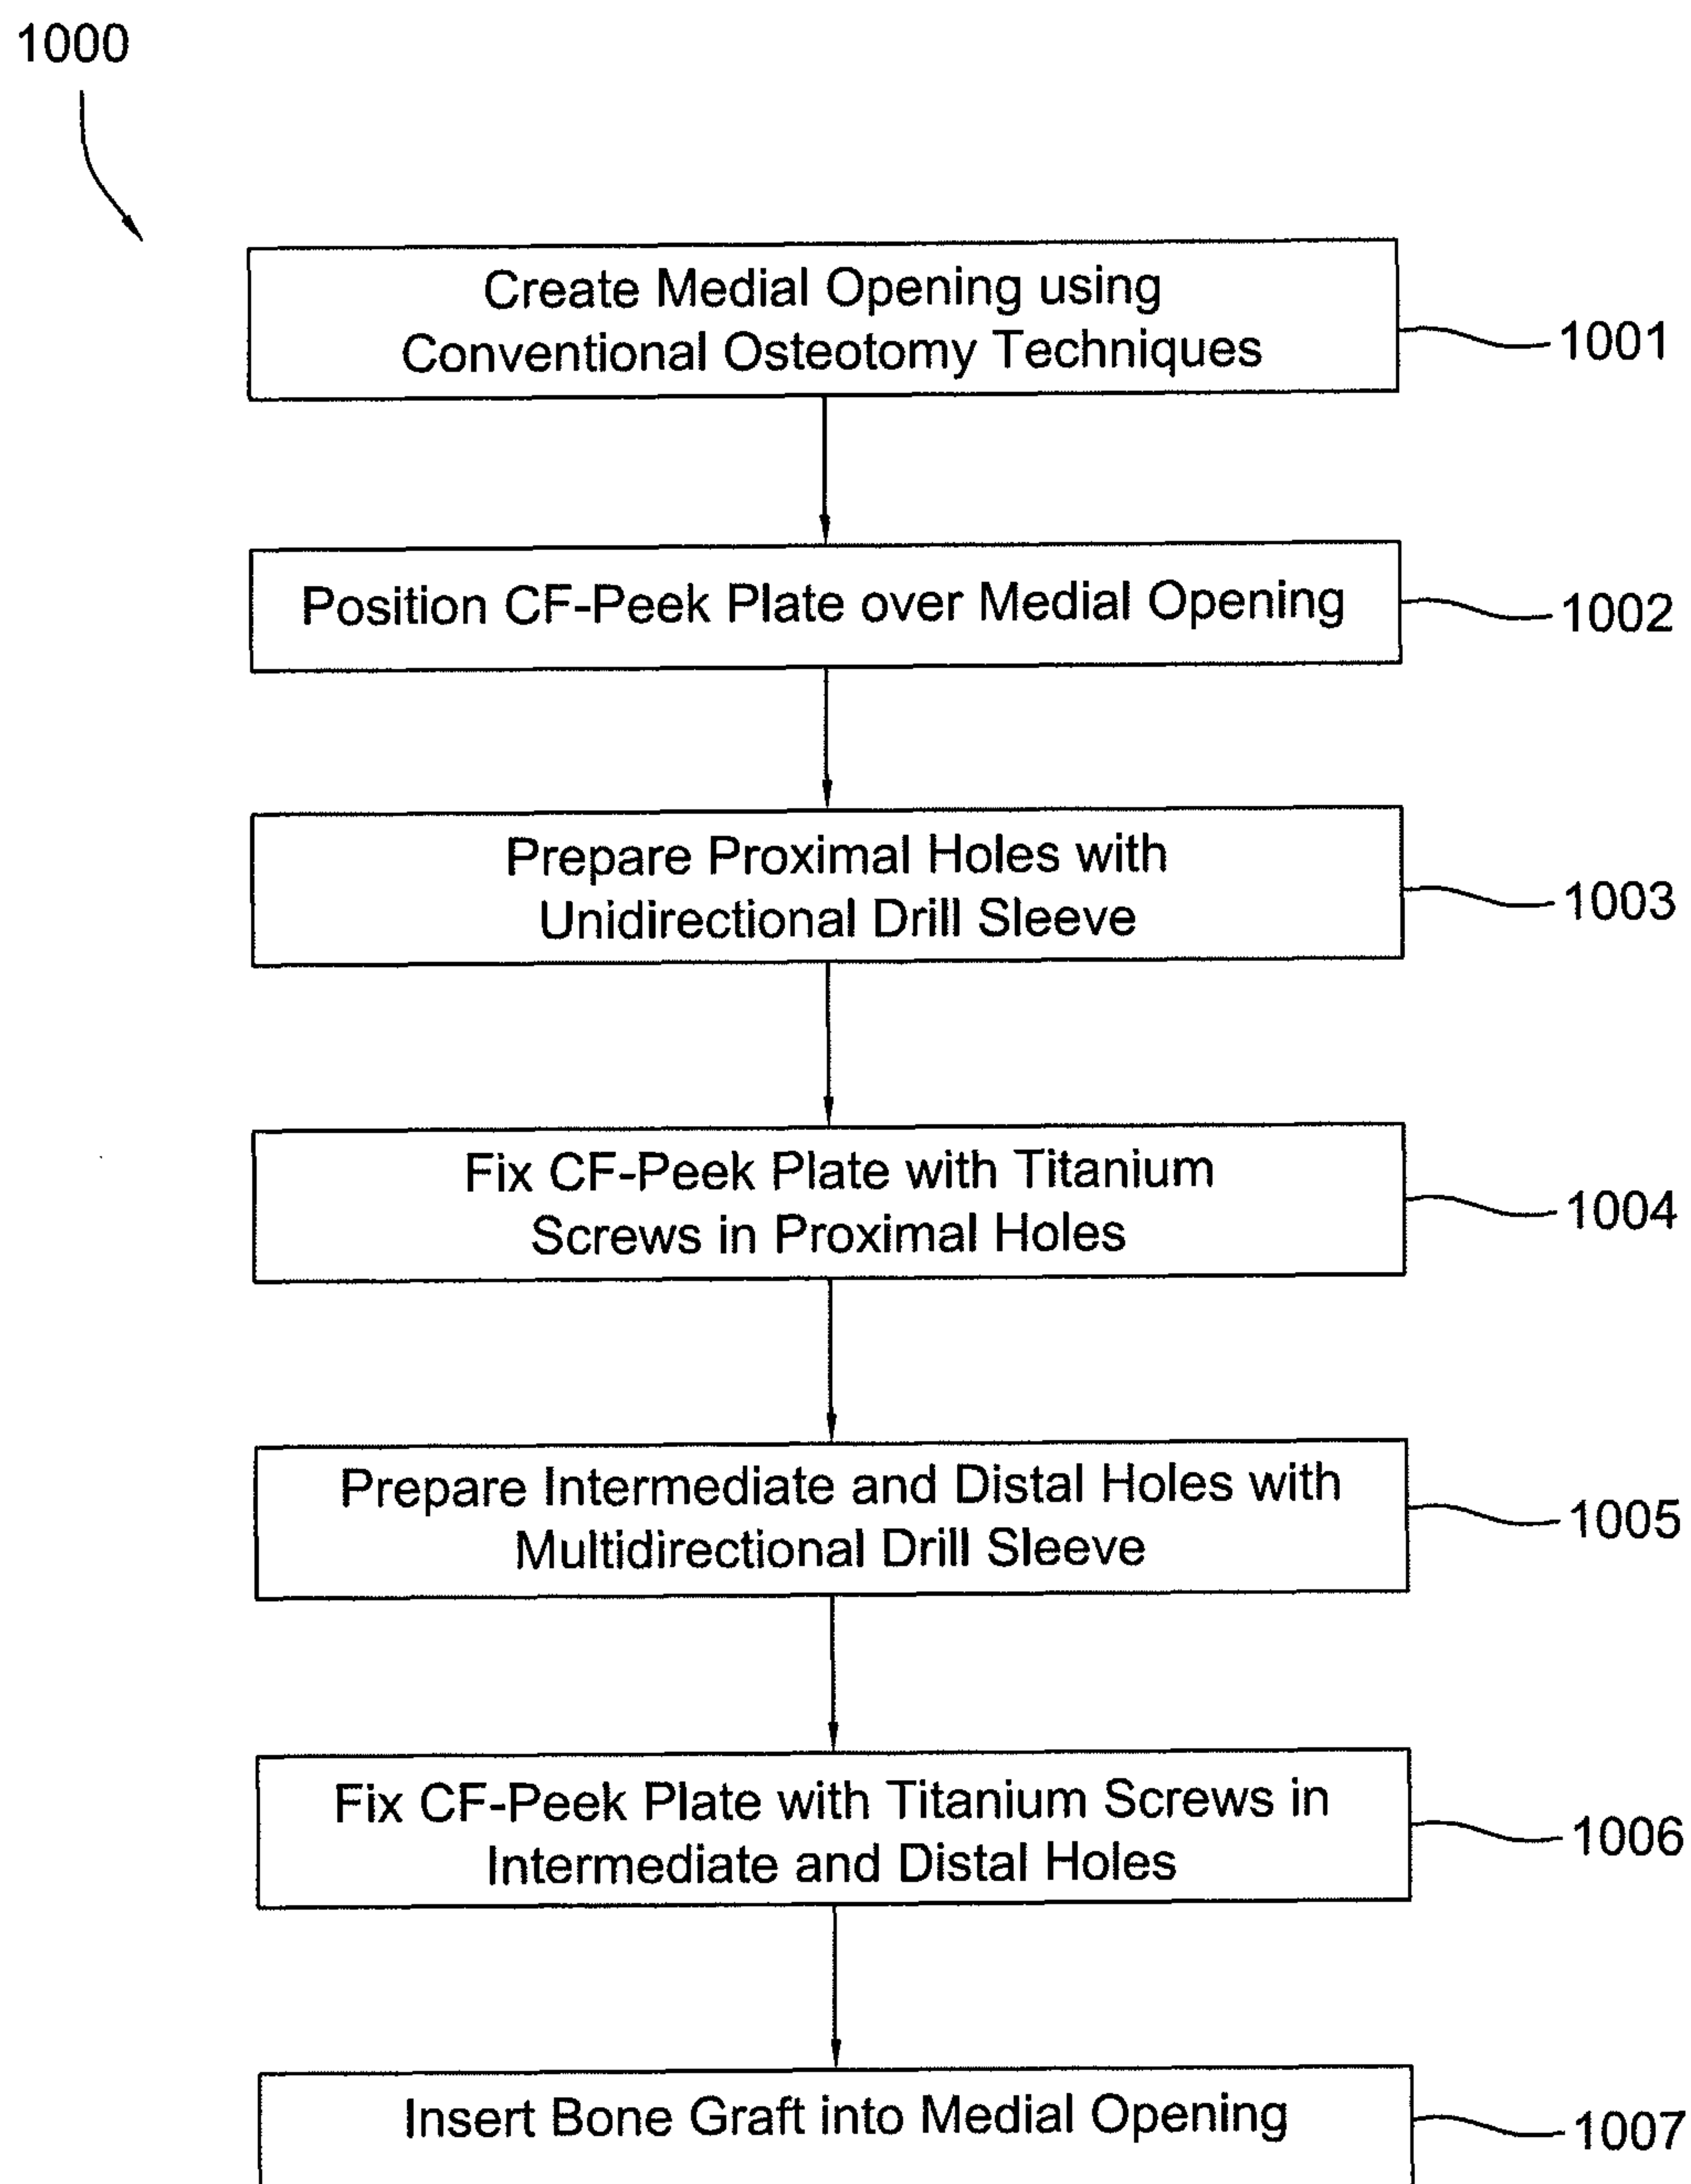 1000
Create Medial Opening using
Conventional Osteotomy Techniques
1001
Position CF-Peek Plate over Medial Opening
1002
Prepare Proximal Holes with
Unidirectional Drill Sleeve
1003
Fix CF-Peek Plate with Titanium
Screws in Proximal Holes
1004
Prepare Intermediate and Distal Holes with
Multidirectional Drill Sleeve
1005
Fix CF-Peek Plate with Titanium Screws in
Intermediate and Distal Holes
1006
Insert Bone Graft into Medial Opening
1007